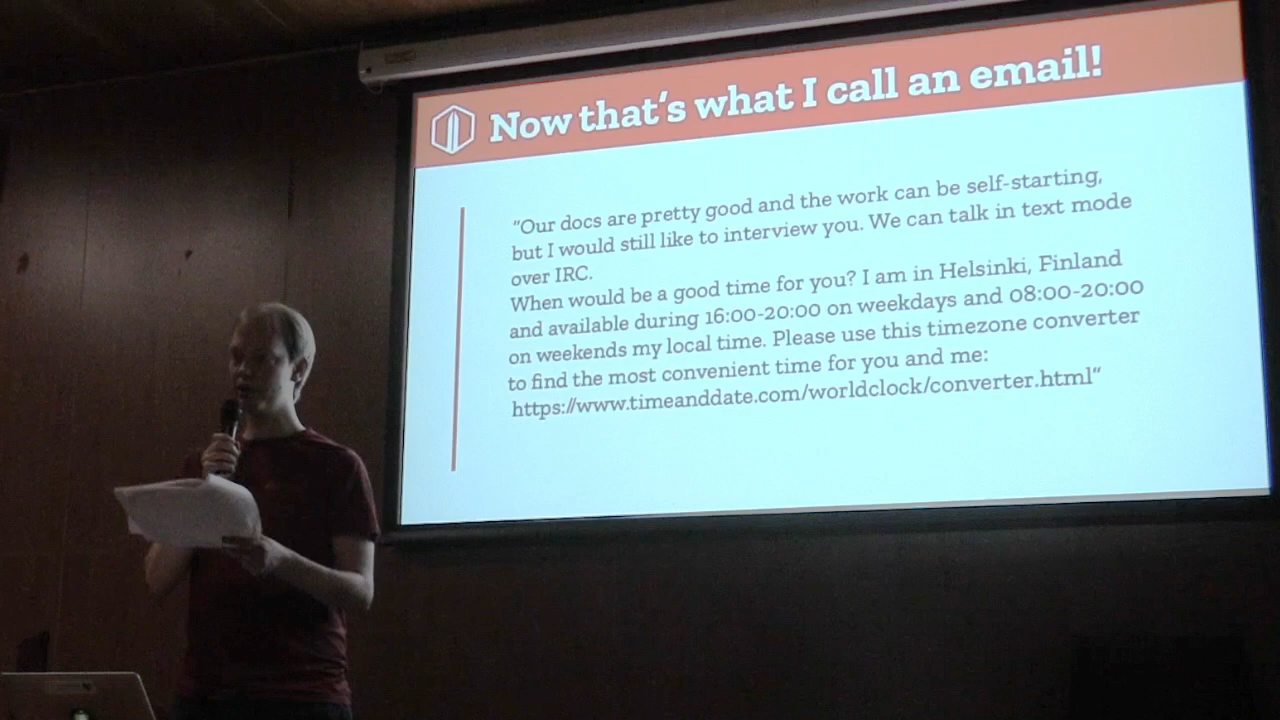 Now that's what I call an email!
“Our docs are pretty good and the work can be self-starting,
but I would still like to interview you. We can talk in text mode
over IRC.
When would be a good time for you? I am in Helsinki, Finland
and available during 16:00-20:00 on weekdays and 08:00-20:00
on weekends my local time. Please use this timezone converter
to find the most convenient time for you and me:
https://www.timeanddate.com/worldclock/converter.html“